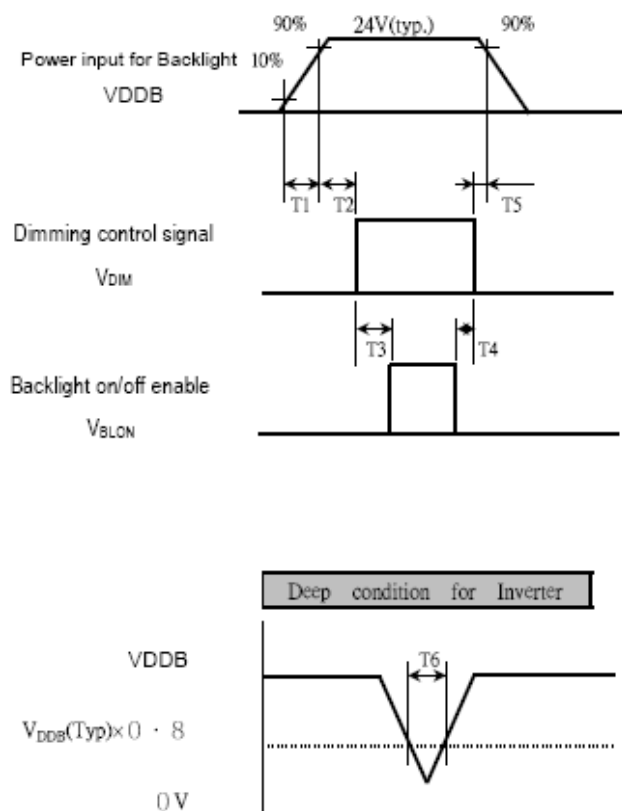 90% 24V(typ.) 90%
Power input for Backlight 10%
VDDB
T1 T2 T5
Dimming control signal
VDIM
T3 T4
Backlight on/off enable
VBLON
Deep condition for Inverter
VDDB T6
VDDB(Typ)×0・8
0V